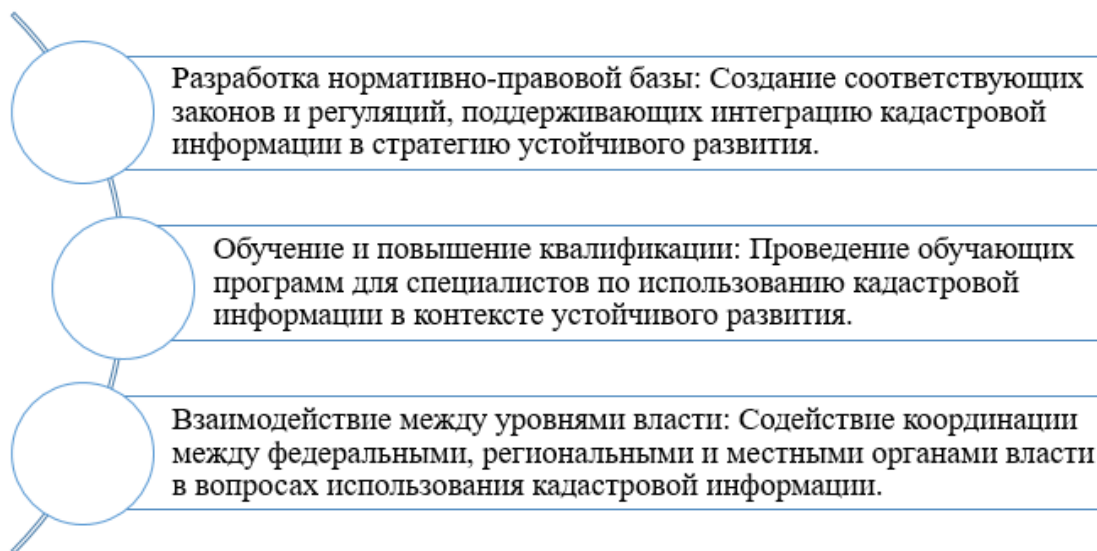 Разработка нормативно-правовой базы: Создание соответствующих
законов и регуляций, поддерживающих интеграцию кадастровой
информации в стратегию устойчивого развития.
Обучение и повышение квалификации: Проведение обучающих
программ для специалистов по использованию кадастровой
информации в контексте устойчивого развития.
Взаимодействие между уровнями власти: Содействие координации
между федеральными, региональными и местными органами власти
в вопросах использования кадастровой информации.